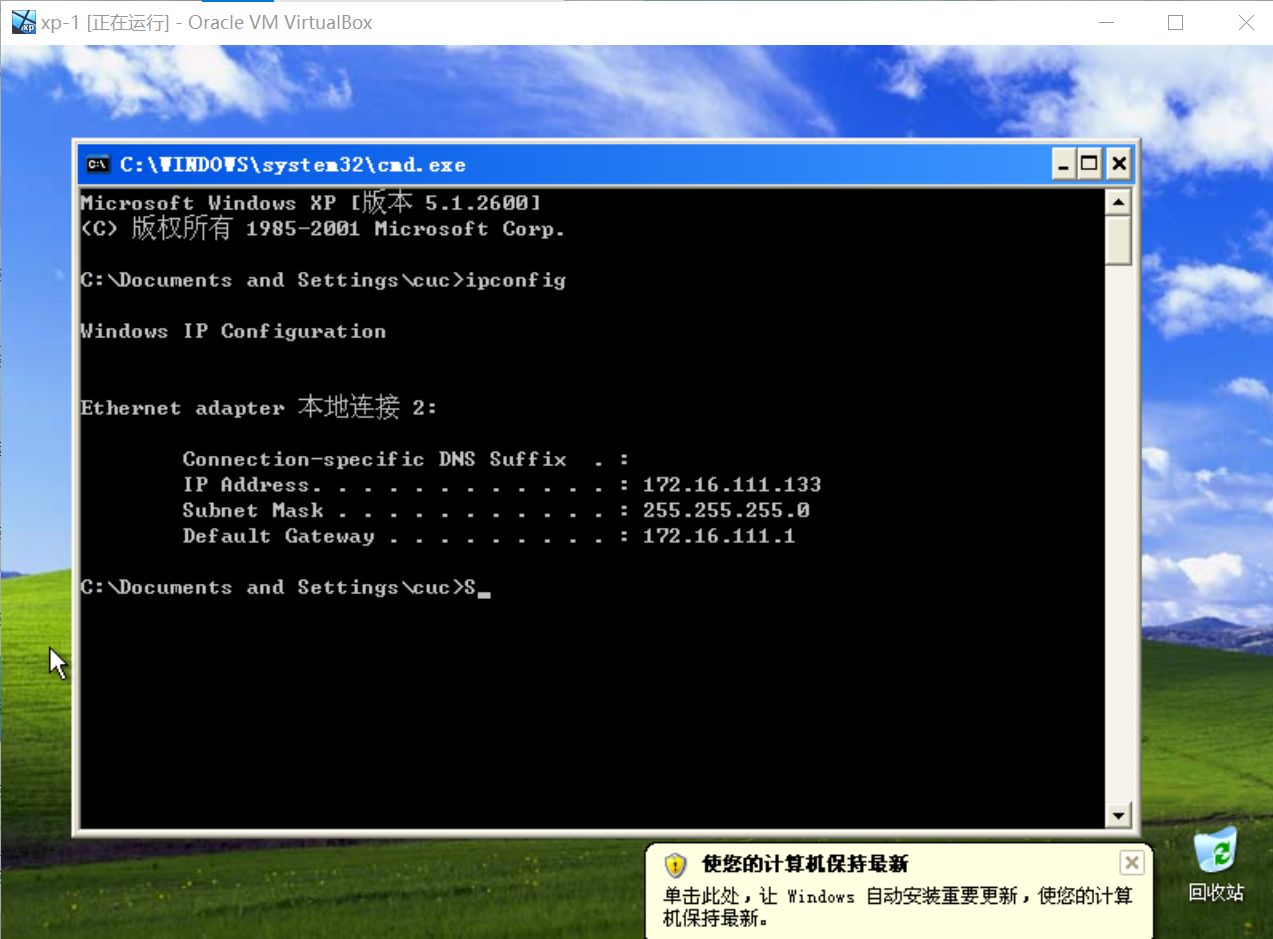 xp-1 [正在运行] - Oracle VM VirtualBox
C:\WINDOWS\system32\cmd.exe
Microsoft Windows XP [版本 5.1.2600]
(C) 版权所有 1985-2001 Microsoft Corp.
C:\Documents and Settings\cuc>ipconfig
Windows IP Configuration
Ethernet adapter 本地连接 2:
Connection-specific DNS Suffix  . :
IP Address. . . . . . . . . . . . : 172.16.111.133
Subnet Mask . . . . . . . . . . . : 255.255.255.0
Default Gateway . . . . . . . . . : 172.16.111.1
C:\Documents and Settings\cuc>S_
使您的计算机保持最新
单击此处，让 Windows 自动安装重要更新，使您的计算
机保持最新。
回收站